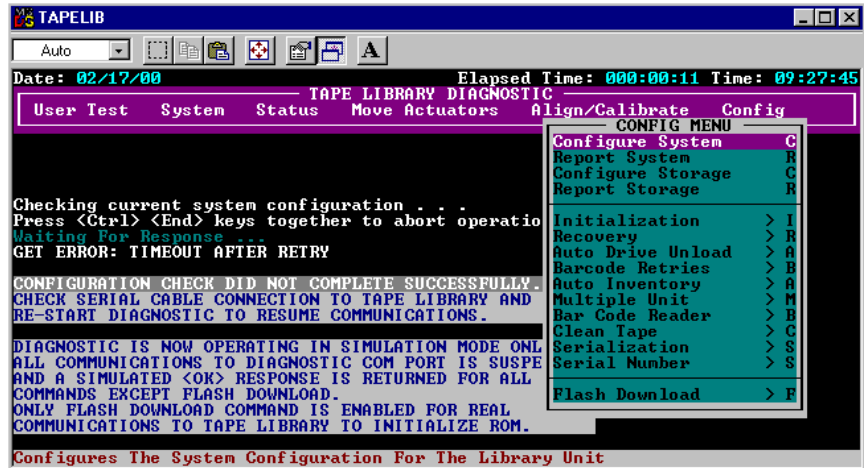 TAPELIB
Auto
A
Date: 02/17/00 Elapsed Time: 000:00:11 Time: 09:27:45
TAPE LIBRARY DIAGNOSTIC
User Test System Status Move Actuators Align/Calibrate Config
CONFIG MENU
Configure System C
Report System R
Configure Storage C
Report Storage R
Initialization > I
Recovery > R
Auto Drive Unload > A
Barcode Retries > B
Auto Inventory > A
Multiple Unit > M
Bar Code Reader > B
Clean Tape > C
Serialization > S
Serial Number > S
Flash Download > F
Checking current system configuration . . .
Press <Ctrl> <End> keys together to abort operatio
Waiting For Response ...
GET ERROR: TIMEOUT AFTER RETRY
CONFIGURATION CHECK DID NOT COMPLETE SUCCESSFULLY.
CHECK SERIAL CABLE CONNECTION TO TAPE LIBRARY AND
RE-START DIAGNOSTIC TO RESUME COMMUNICATIONS.
DIAGNOSTIC IS NOW OPERATING IN SIMULATION MODE ONL
ALL COMMUNICATIONS TO DIAGNOSTIC COM PORT IS SUSPE
AND A SIMULATED <OK> RESPONSE IS RETURNED FOR ALL
COMMANDS EXCEPT FLASH DOWNLOAD.
ONLY FLASH DOWNLOAD COMMAND IS ENABLED FOR REAL
COMMUNICATIONS TO TAPE LIBRARY TO INITIALIZE ROM.
Configures The System Configuration For The Library Unit